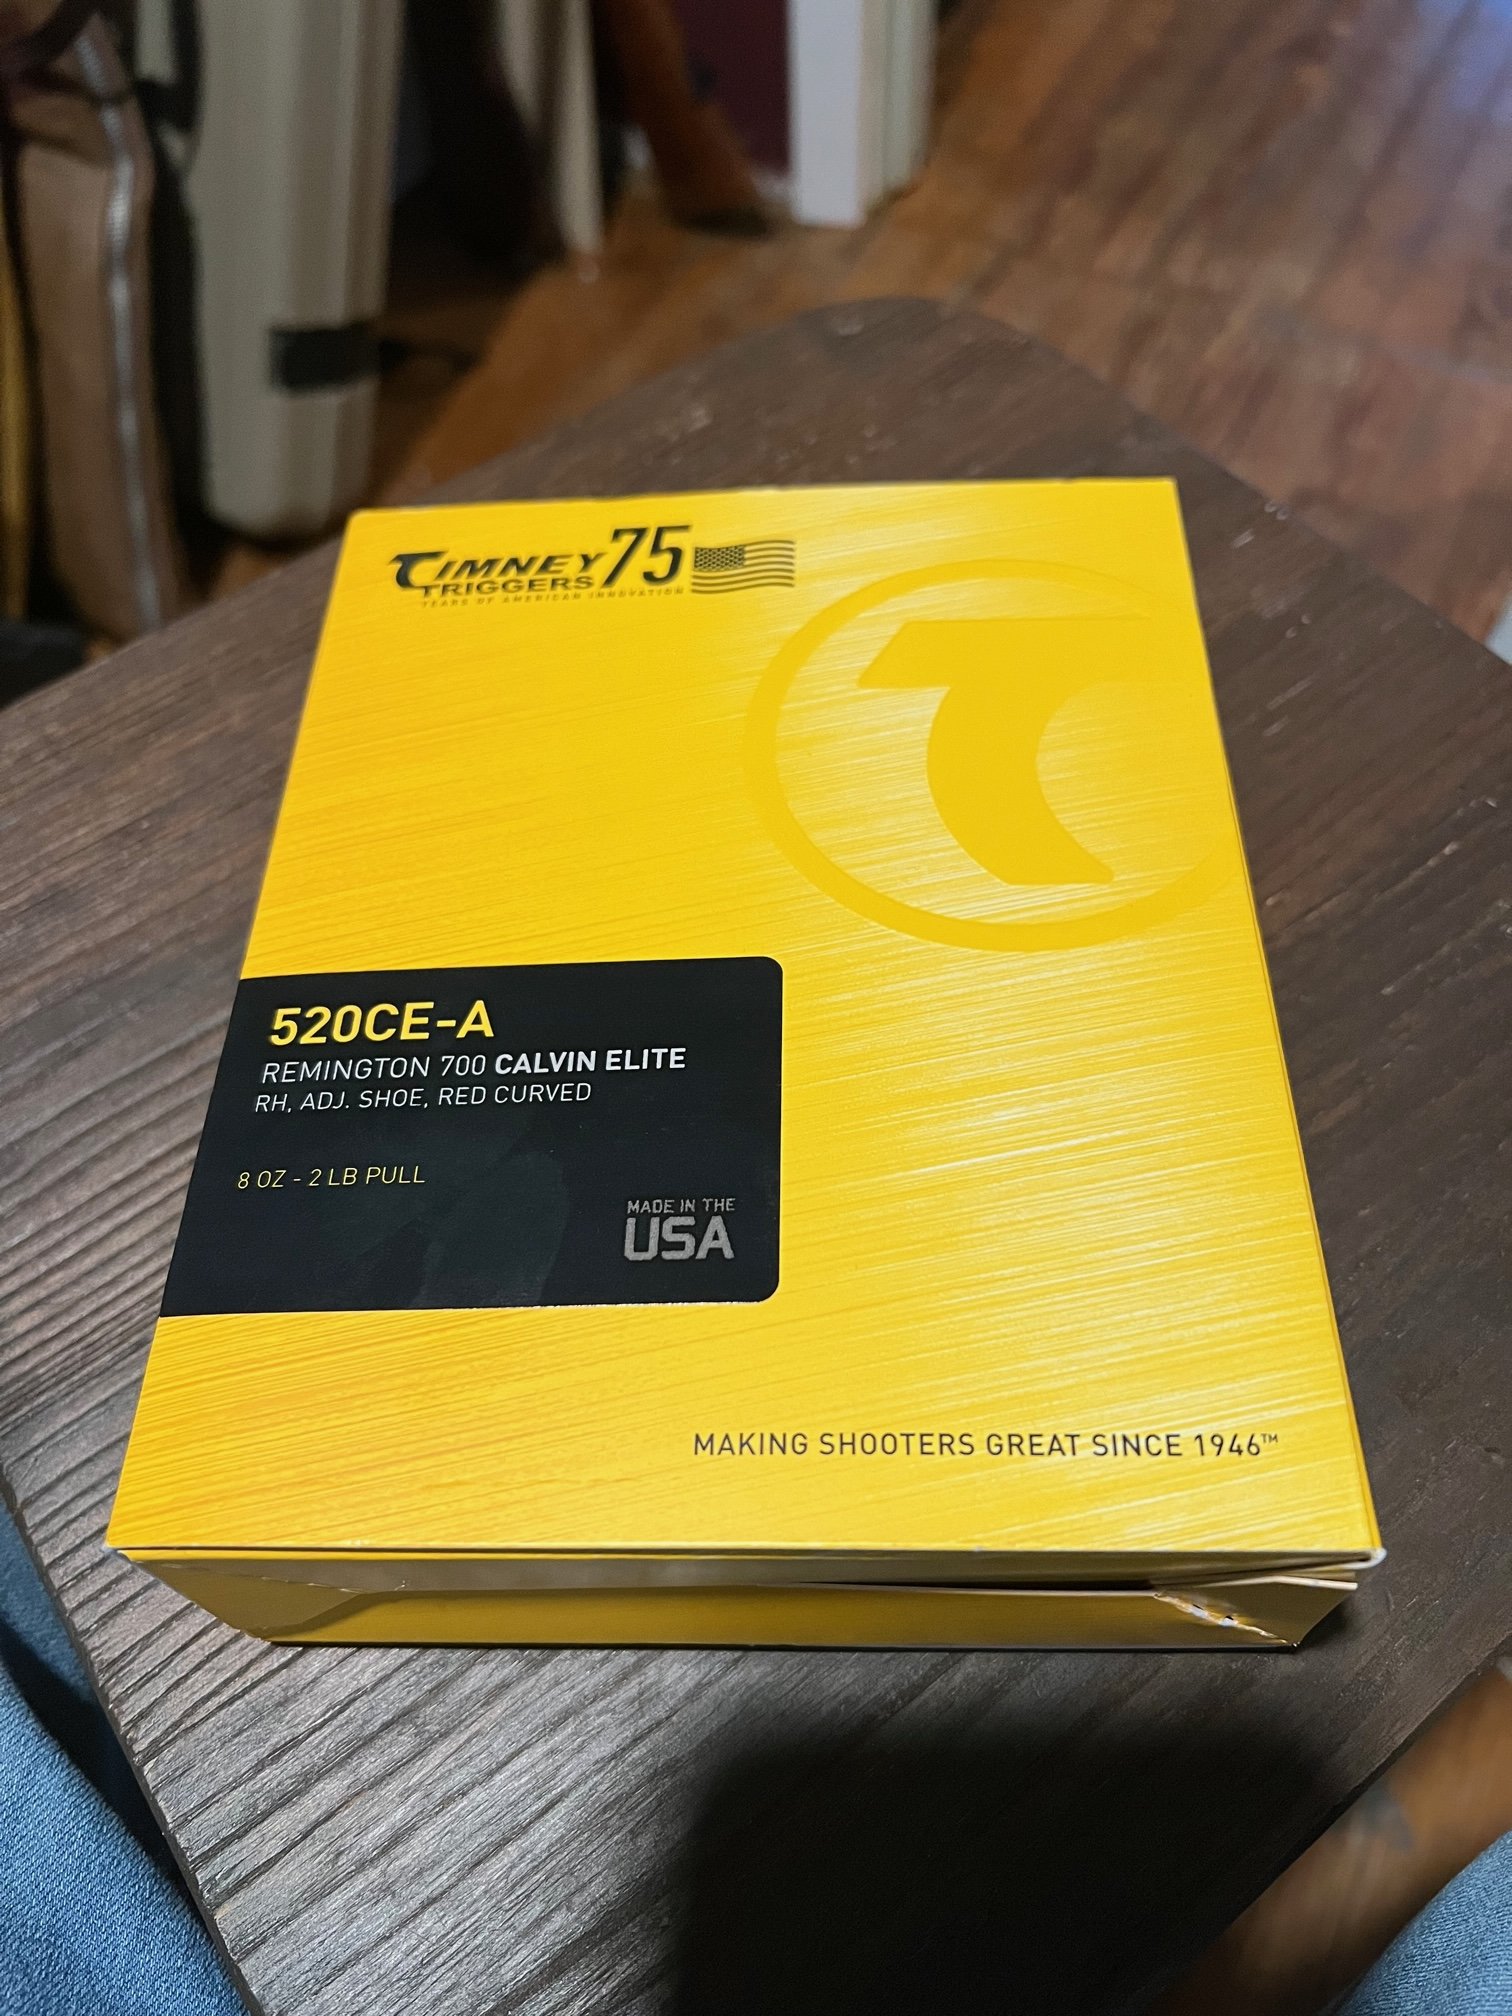 TIMNEY 75
TRIGGERS
YEARS OF AMERICAN INNOVATION
520CE-A
REMINGTON 700 CALVIN ELITE
RH, ADJ. SHOE, RED CURVED
8 OZ - 2 LB PULL
MADE IN THE
USA
MAKING SHOOTERS GREAT SINCE 1946™